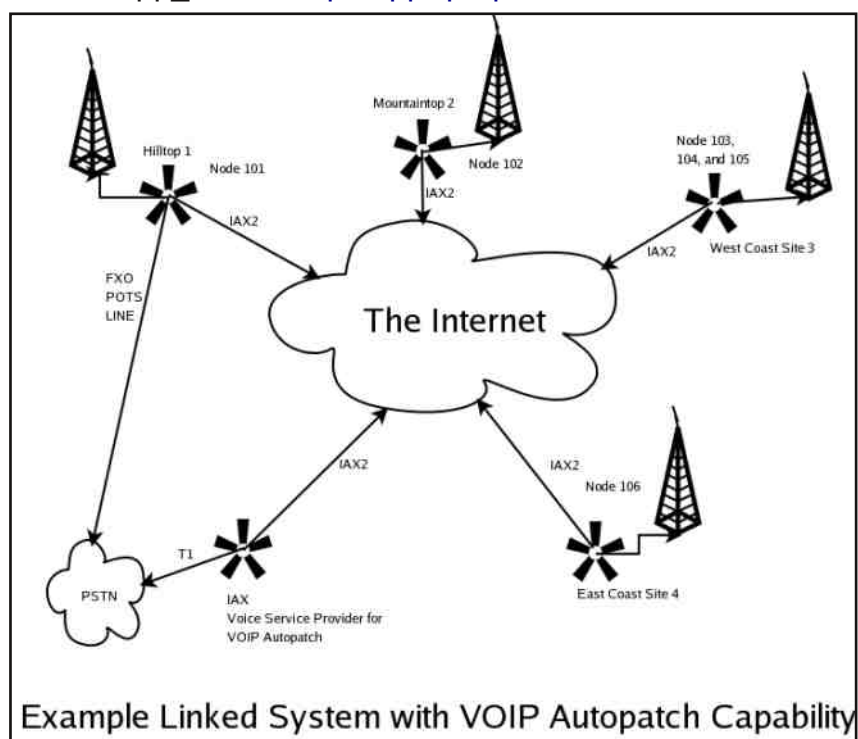 Mountaintop 2
Hilltop 1
Node 101
Node 102
Node 103,
104, and 105
IAX2
IAX2
IAX2
West Coast Site 3
FXO
POTS
LINE
The Internet
IAX2
IAX2
Node 106
T1
PSTN
IAX
Voice Service Provider for
VOIP Autopatch
East Coast Site 4
Example Linked System with VOIP Autopatch Capability